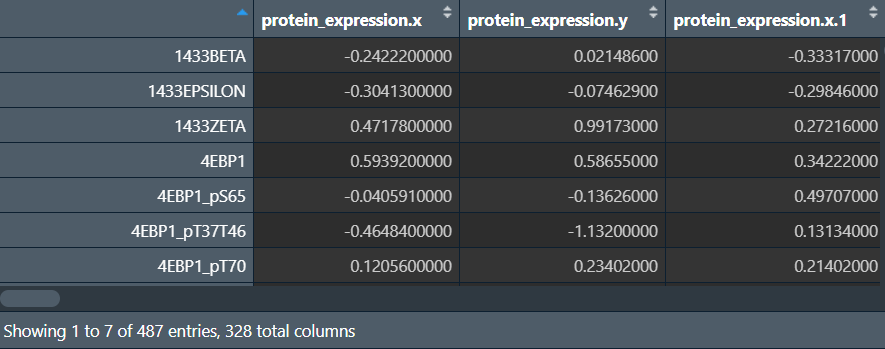 protein_expression.x protein_expression.y protein_expression.x.1
1433BETA -0.2422200000 0.02148600 -0.33317000
1433EPSILON -0.3041300000 -0.07462900 -0.29846000
1433ZETA 0.4717800000 0.99173000 0.27216000
4EBP1 0.5939200000 0.58655000 0.34222000
4EBP1_pS65 -0.0405910000 -0.13626000 0.49707000
4EBP1_pT37T46 -0.4648400000 -1.13200000 0.13134000
4EBP1_pT70 0.1205600000 0.23402000 0.21402000
Showing 1 to 7 of 487 entries, 328 total columns